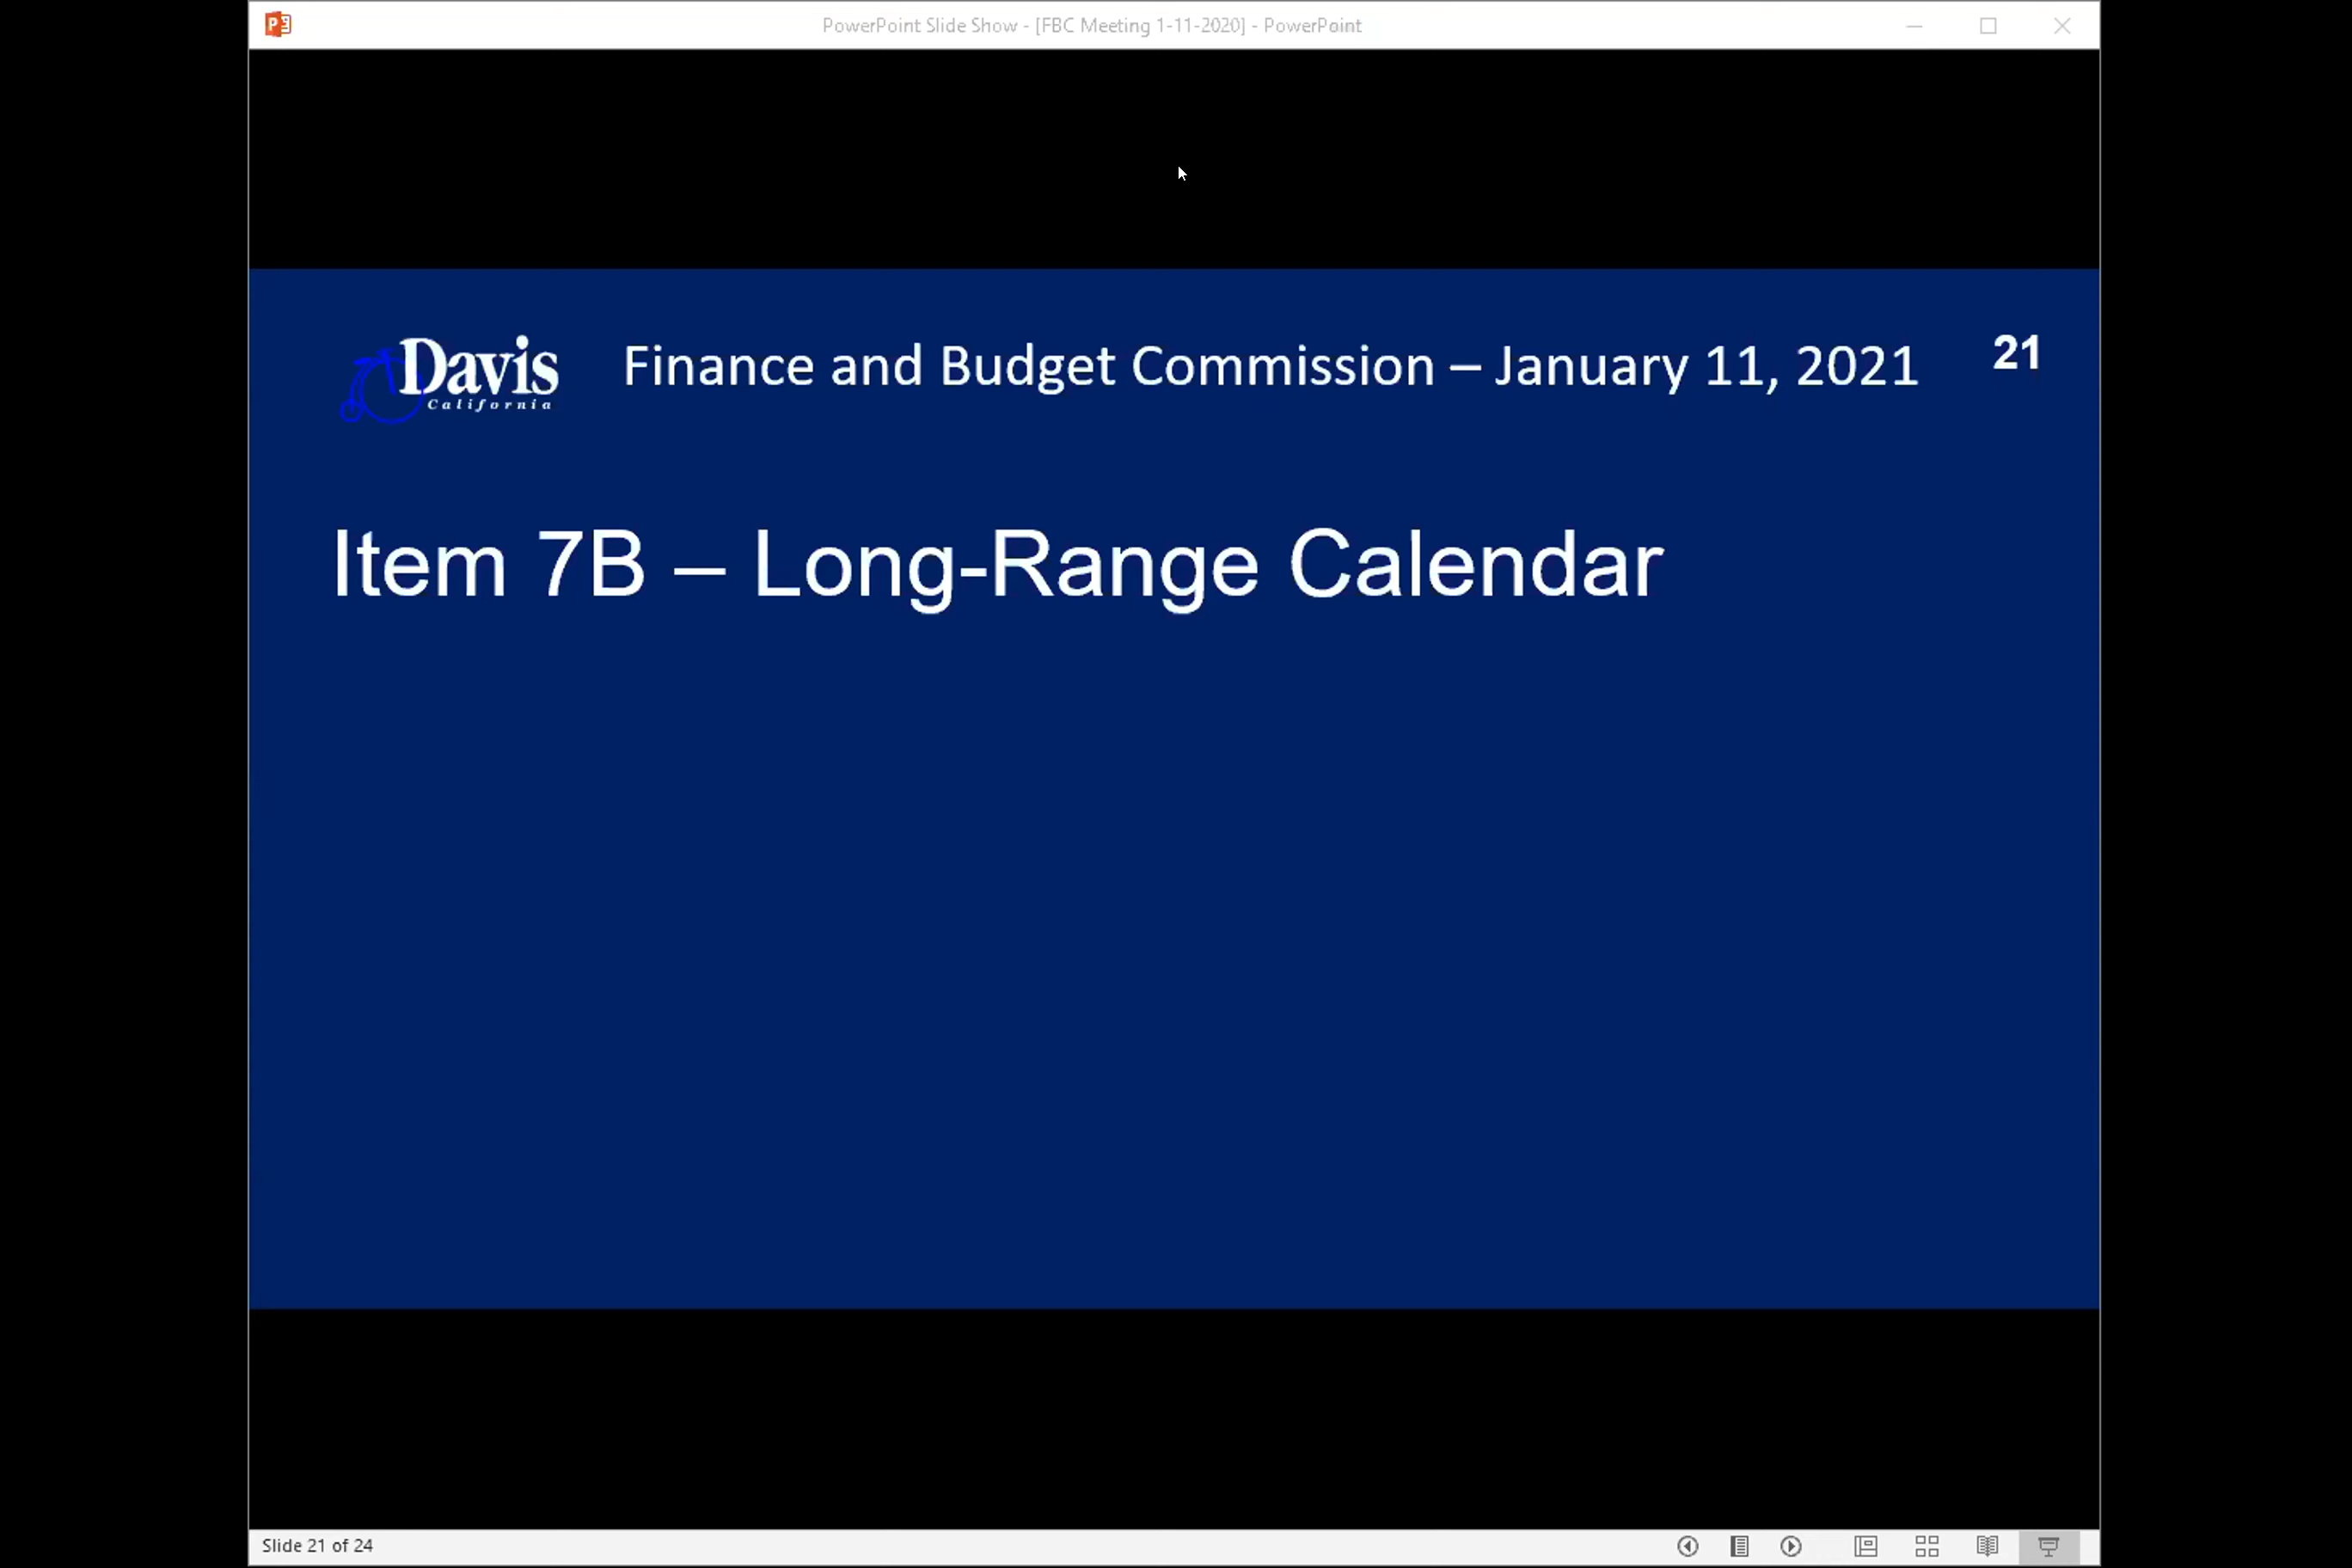 PowerPoint Slide Show - [FBC Meeting 1-11-2020] - PowerPoint
Davis
California
Finance and Budget Commission – January 11, 2021
21
Item 7B – Long-Range Calendar
Slide 21 of 24